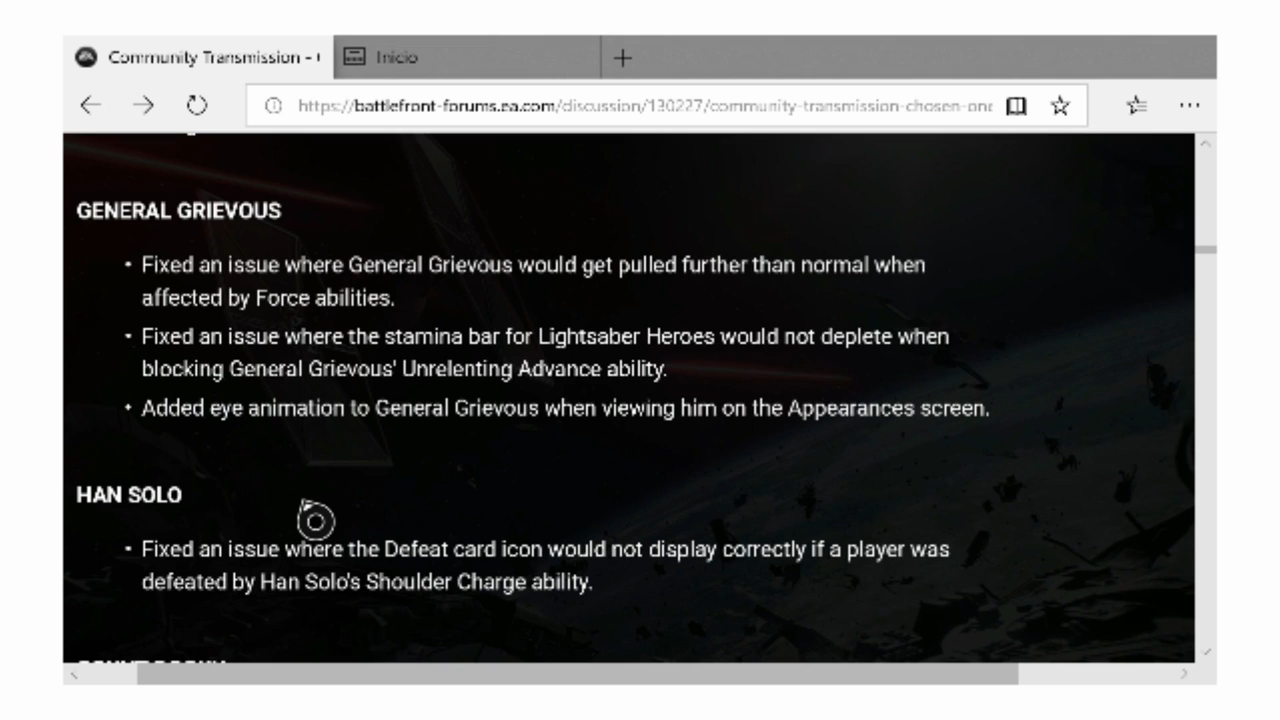 Community Transmission -
Inicio
https://battlefront-forums.ea.com/discussion/130227/community-transmission-chosen-one
GENERAL GRIEVOUS
• Fixed an issue where General Grievous would get pulled further than normal when
affected by Force abilities.
• Fixed an issue where the stamina bar for Lightsaber Heroes would not deplete when
blocking General Grievous' Unrelenting Advance ability.
• Added eye animation to General Grievous when viewing him on the Appearances screen.
HAN SOLO
• Fixed an issue where the Defeat card icon would not display correctly if a player was
defeated by Han Solo's Shoulder Charge ability.